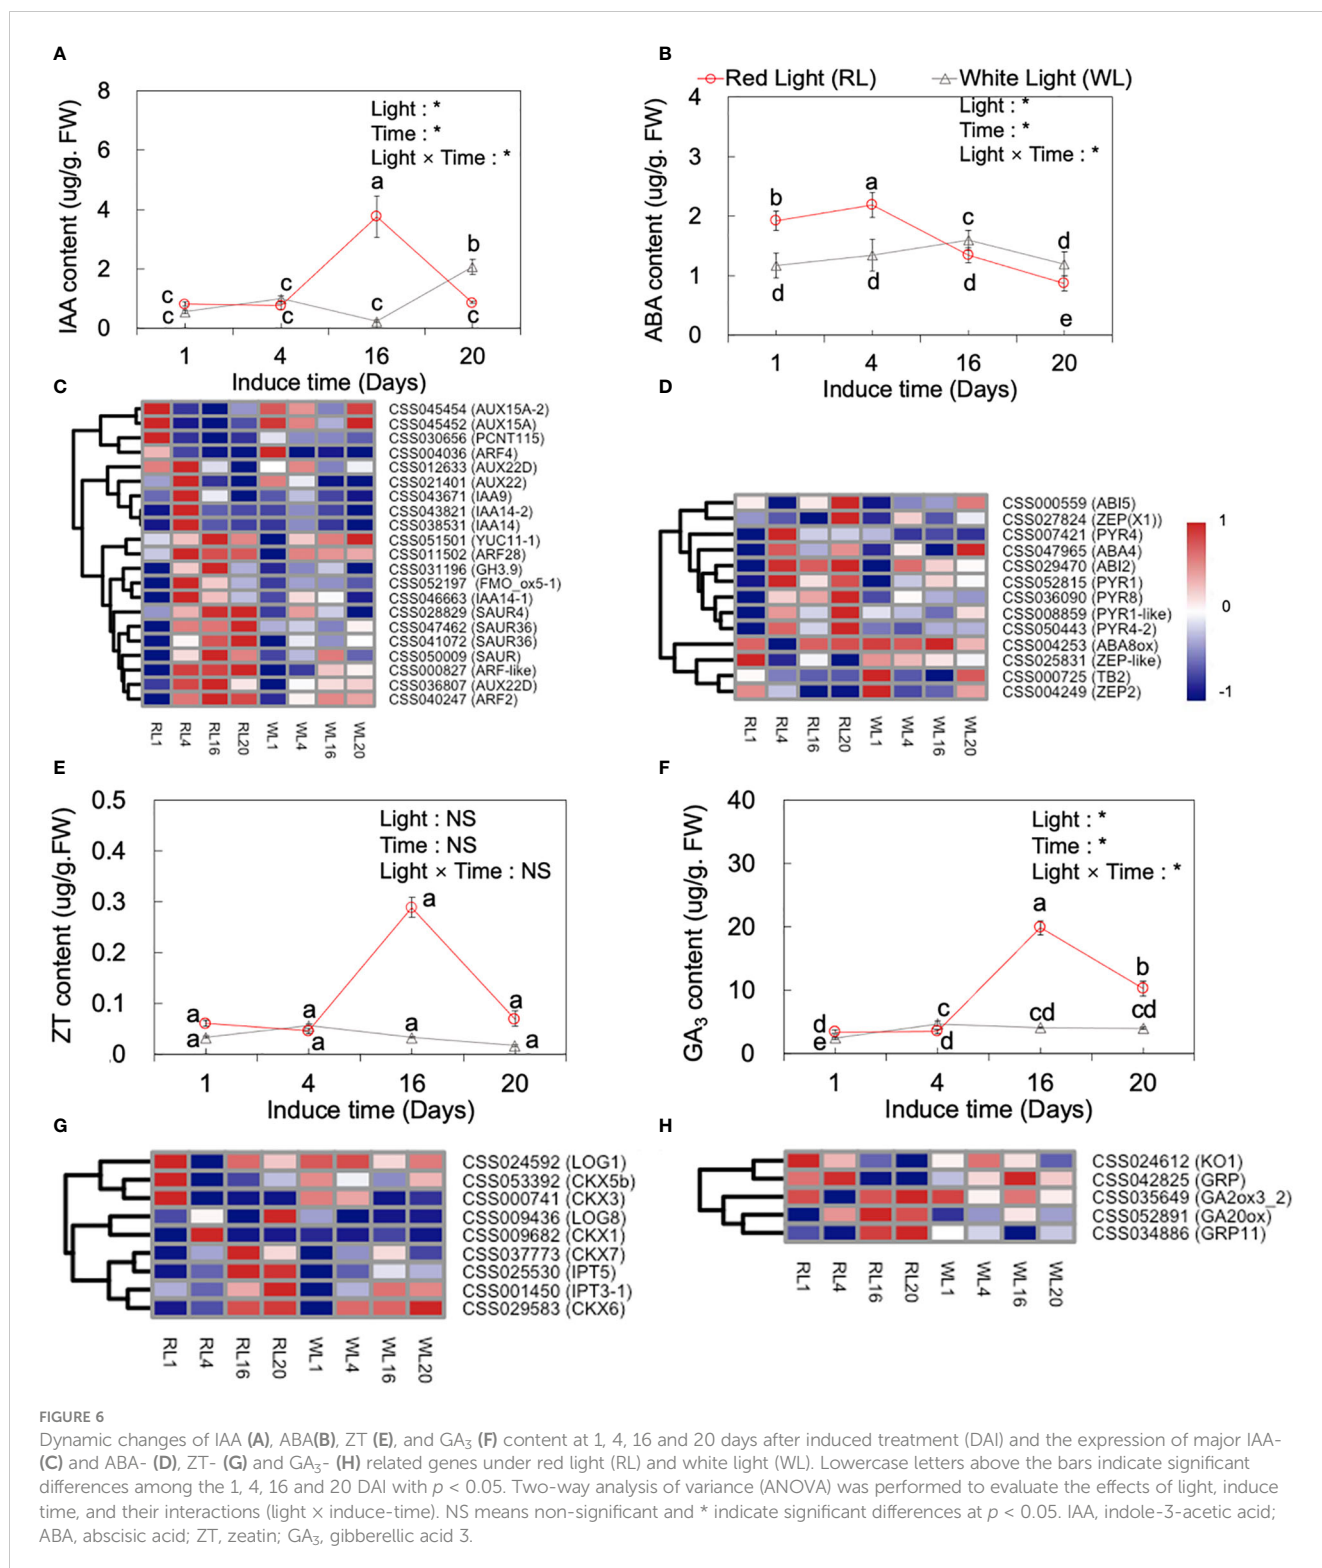 A
IAA content (ug/g. FW)
8
6
4
2
0
Light : *
Time : *
Light × Time : *
c
c
c
c
a
c
b
c
1 4 16 20
Induce time (Days)
B
Red Light (RL) White Light (WL)
ABA content (ug/g. FW)
4
3
2
1
0
Light : *
Time : *
Light × Time : *
b
d
a
d
c
d
d
e
1 4 16 20
Induce time (Days)
C
CSS045454 (AUX15A-2)
CSS045452 (AUX15A)
CSS030656 (PCNT115)
CSS004036 (ARF4)
CSS012633 (AUX22D)
CSS021401 (AUX22)
CSS043671 (IAA9)
CSS043821 (IAA14-2)
CSS038531 (IAA14)
CSS051501 (YUC11-1)
CSS011502 (ARF28)
CSS031196 (GH3.9)
CSS052197 (FMO_ox5-1)
CSS046663 (IAA14-1)
CSS028829 (SAUR4)
CSS047462 (SAUR36)
CSS041072 (SAUR36)
CSS050009 (SAUR)
CSS000827 (ARF-like)
CSS036807 (AUX22D)
CSS040247 (ARF2)
RL1 RL4 RL16 RL20 WL1 WL4 WL16 WL20
D
CSS000559 (ABI5)
CSS027824 (ZEP(X1))
CSS007421 (PYR4)
CSS047965 (ABA4)
CSS029470 (ABI2)
CSS052815 (PYR1)
CSS036090 (PYR8)
CSS008859 (PYR1-like)
CSS050443 (PYR4-2)
CSS004253 (ABA8ox)
CSS025831 (ZEP-like)
CSS000725 (TB2)
CSS004249 (ZEP2)
RL1 RL4 RL16 RL20 WL1 WL4 WL16 WL20
1
0
-1
E
ZT content (ug/g.FW)
0.5
0.4
0.3
0.2
0.1
.0
Light : NS
Time : NS
Light × Time : NS
a
a
a
a
a
a
a
a
1 4 16 20
Induce time (Days)
F
GA3 content (ug/g. FW)
40
30
20
10
0
Light : *
Time : *
Light × Time : *
d
e
c
d
a
cd
b
cd
1 4 16 20
Induce time (Days)
G
CSS024592 (LOG1)
CSS053392 (CKX5b)
CSS000741 (CKX3)
CSS009436 (LOG8)
CSS009682 (CKX1)
CSS037773 (CKX7)
CSS025530 (IPT5)
CSS001450 (IPT3-1)
CSS029583 (CKX6)
RL1 RL4 RL16 RL20 WL1 WL4 WL16 WL20
H
CSS024612 (KO1)
CSS042825 (GRP)
CSS035649 (GA2ox3_2)
CSS052891 (GA20ox)
CSS034886 (GRP11)
RL1 RL4 RL16 RL20 WL1 WL4 WL16 WL20
FIGURE 6
Dynamic changes of IAA (A), ABA(B), ZT (E), and GA3 (F) content at 1, 4, 16 and 20 days after induced treatment (DAI) and the expression of major IAA-
(C) and ABA- (D), ZT- (G) and GA3- (H) related genes under red light (RL) and white light (WL). Lowercase letters above the bars indicate significant
differences among the 1, 4, 16 and 20 DAI with p < 0.05. Two-way analysis of variance (ANOVA) was performed to evaluate the effects of light, induce
time, and their interactions (light × induce-time). NS means non-significant and * indicate significant differences at p < 0.05. IAA, indole-3-acetic acid;
ABA, abscisic acid; ZT, zeatin; GA3, gibberellic acid 3.